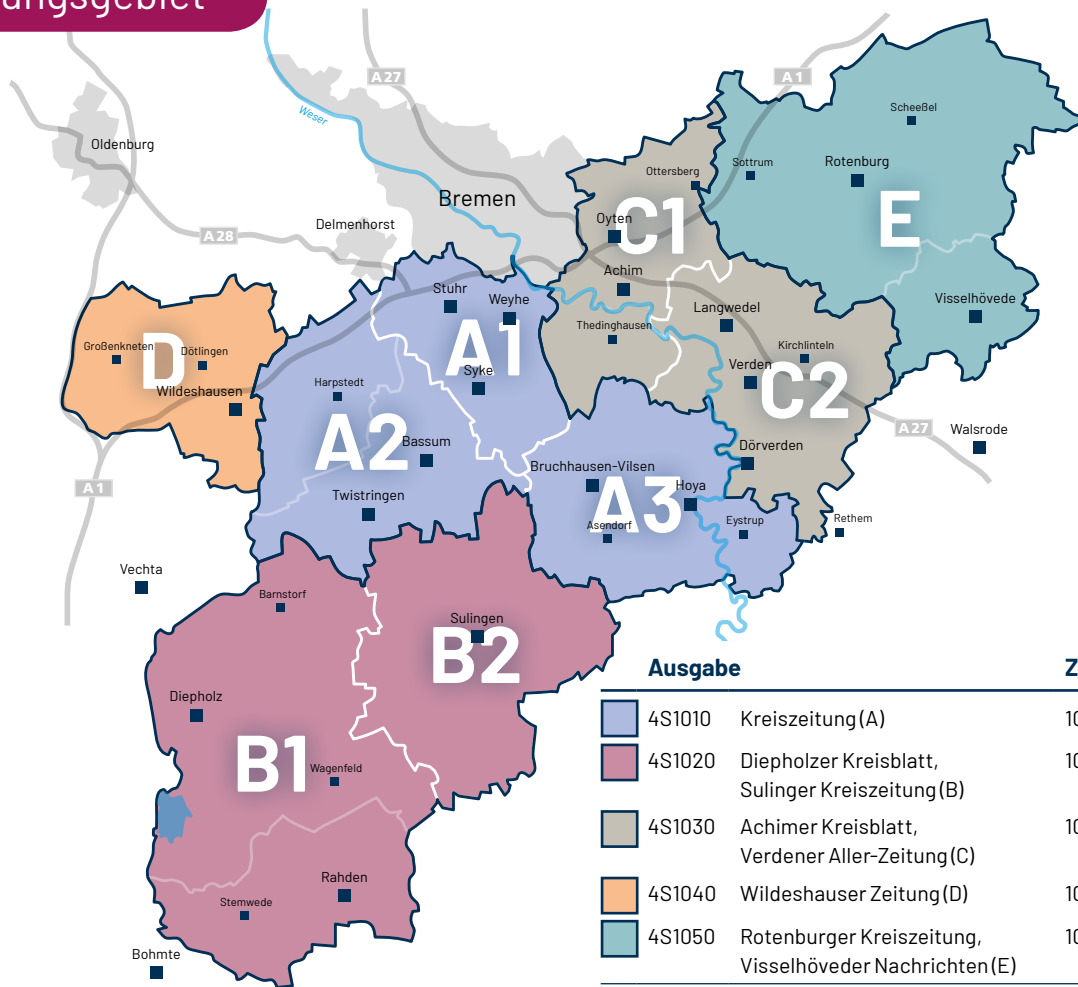 A27
A1
Scheeßel
Weser
Oldenburg
Sottrum
Rotenburg
Ottersberg
Bremen
E
C1
Oyten
Delmenhorst
A28
Achim
Stuhr
Weyhe
Visselhövede
Langwedel
Thedinghausen
A1
D
Großenkneten
Dötlingen
Kirchlinteln
Verden
Syke
C2
Wildeshausen
Harpstedt
A27
Walsrode
A2
Bassum
Dörverden
Bruchhausen-Vilsen
A1
Twistringen
A3
Hoya
Asendorf
Eystrup
Rethem
Vechta
Barnstorf
Sulingen
B2
Diepholz
B1
Wagenfeld
Rahden
Stemwede
Bohmte
Ausgabe
4S1010 Kreiszeitung (A)
4S1020 Diepholzer Kreisblatt,
Sulinger Kreiszeitung (B)
4S1030 Achimer Kreisblatt,
Verdener Aller-Zeitung (C)
4S1040 Wildeshauser Zeitung (D)
4S1050 Rotenburger Kreiszeitung,
Visselhöveder Nachrichten (E)